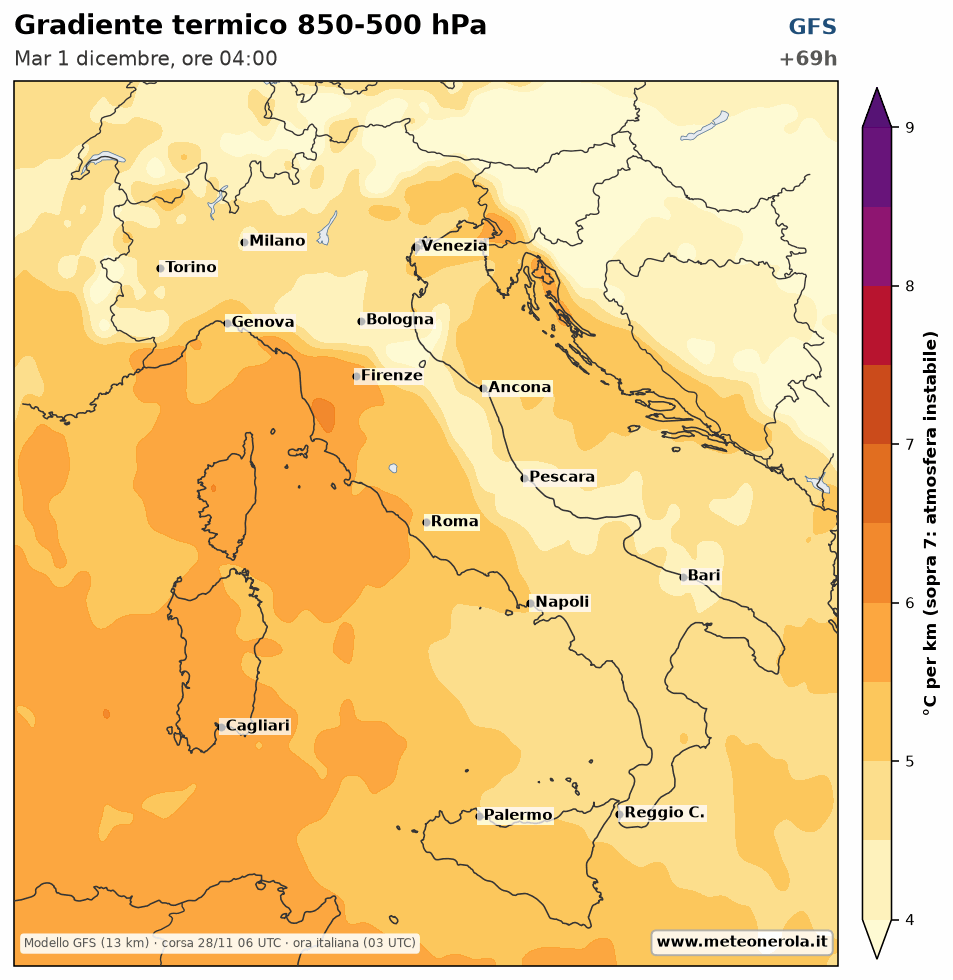 Gradiente termico 850-500 hPa
GFS
Mar 1 dicembre, ore 04:00
+69h
Milano
Venezia
Torino
Genova
Bologna
Firenze
Ancona
Pescara
Roma
Bari
Napoli
Cagliari
Palermo
Reggio C.
9
8
7
6
5
4
°C per km (sopra 7: atmosfera instabile)
Modello GFS (13 km) · corsa 28/11 06 UTC · ora italiana (03 UTC)
www.meteonerola.it